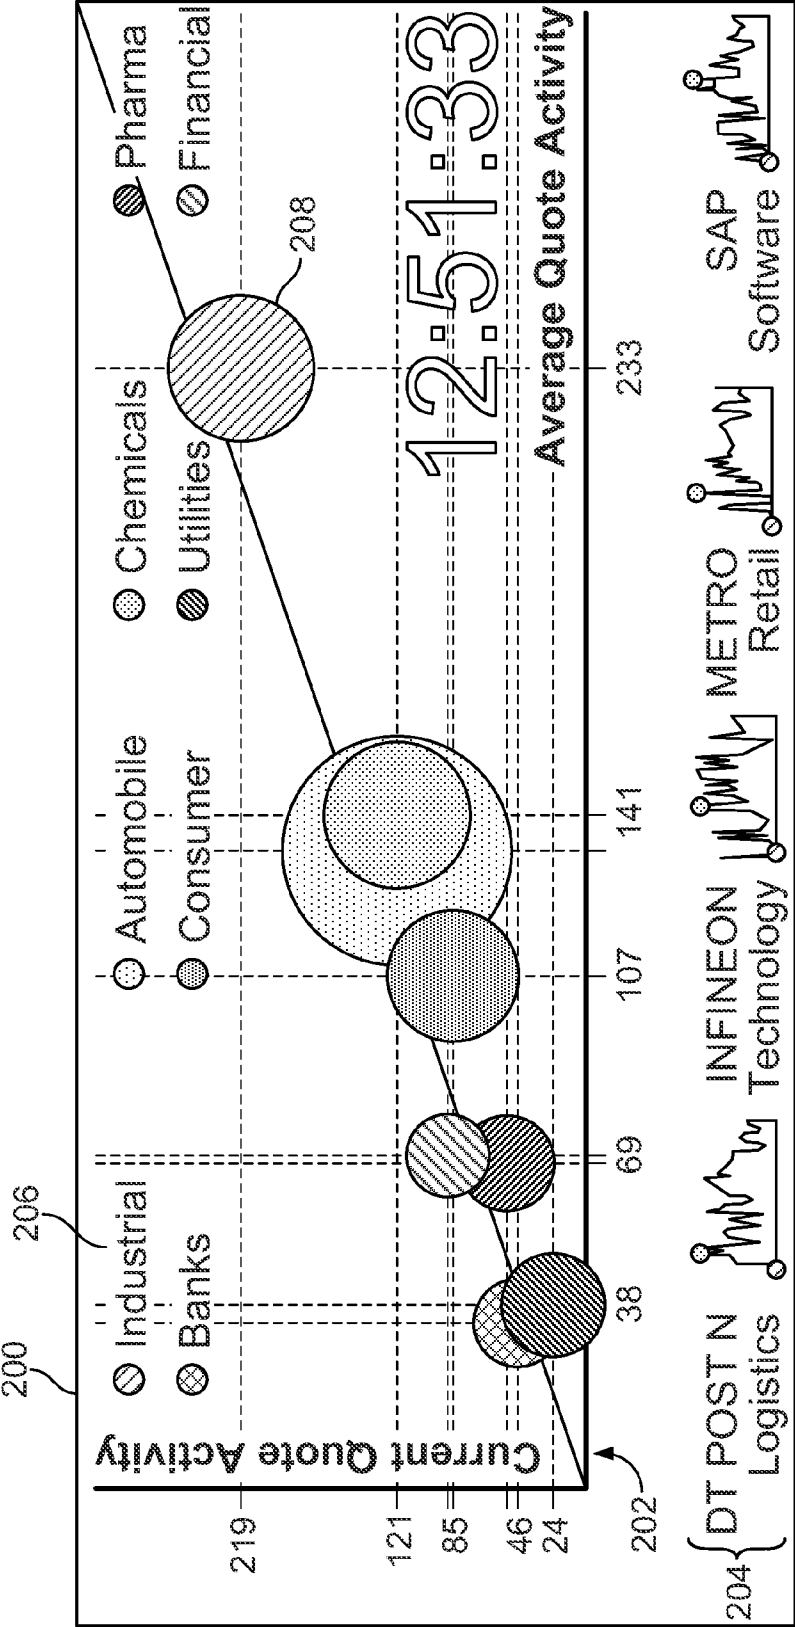 200
206
Industrial
Automobile
Chemicals
Pharma
Banks
Consumer
Utilities
Financial
208
Current Quote Activity
219
121
85
46
24
12:51:33
Average Quote Activity
202
38
69
107
141
233
204
DT POST N
Logistics
INFINEON
Technology
METRO
Retail
SAP
Software